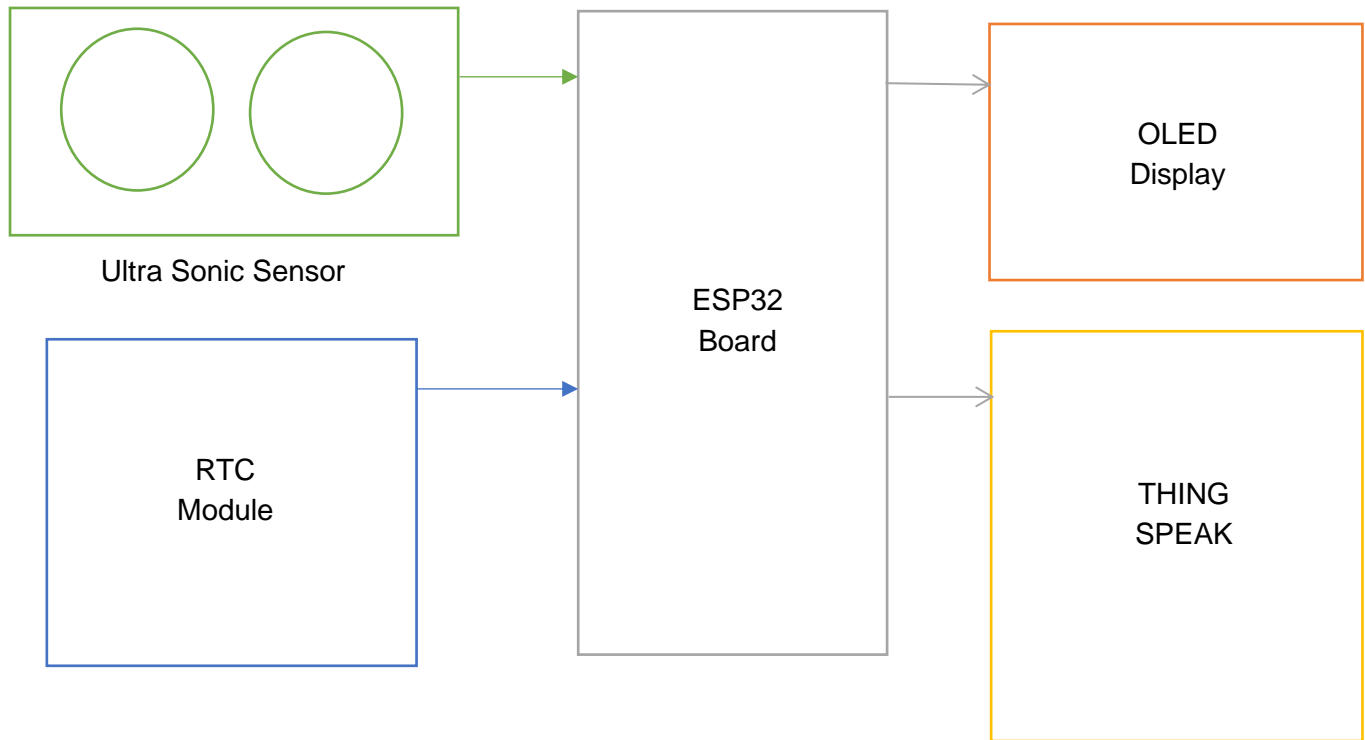 Ultra Sonic Sensor
RTC
Module
ESP32
Board
OLED
Display
THING
SPEAK